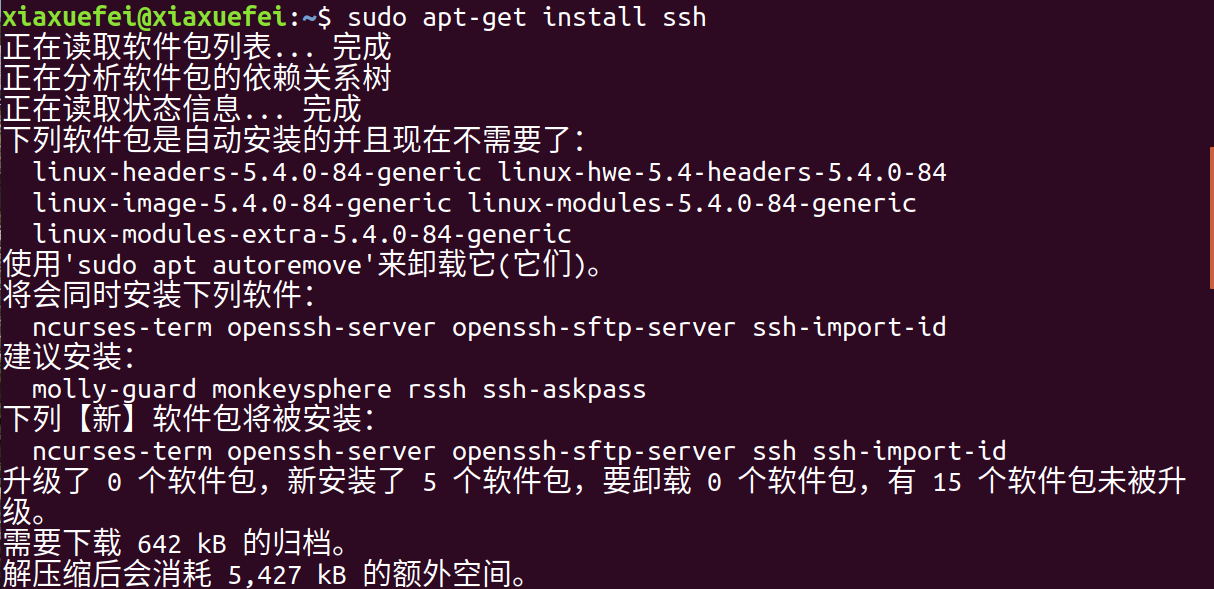 xiaxuefei@xiaxuefei:~$ sudo apt-get install ssh
正在读取软件包列表... 完成
正在分析软件包的依赖关系树
正在读取状态信息... 完成
下列软件包是自动安装的并且现在不需要了：
  linux-headers-5.4.0-84-generic linux-hwe-5.4-headers-5.4.0-84
  linux-image-5.4.0-84-generic linux-modules-5.4.0-84-generic
  linux-modules-extra-5.4.0-84-generic
使用'sudo apt autoremove'来卸载它(它们)。
将会同时安装下列软件：
  ncurses-term openssh-server openssh-sftp-server ssh-import-id
建议安装：
  molly-guard monkeysphere rssh ssh-askpass
下列【新】软件包将被安装：
  ncurses-term openssh-server openssh-sftp-server ssh ssh-import-id
升级了 0 个软件包，新安装了 5 个软件包，要卸载 0 个软件包，有 15 个软件包未被升
级。
需要下载 642 kB 的归档。
解压缩后会消耗 5,427 kB 的额外空间。